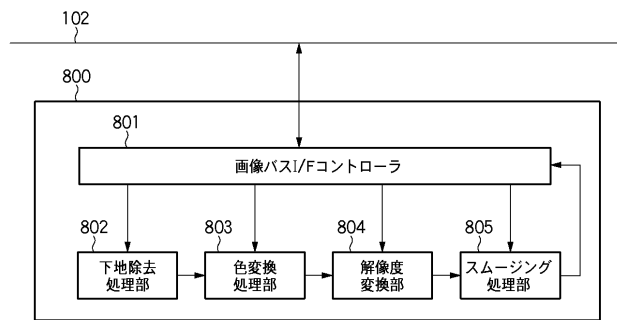 102
800
801
画像バスI/Fコントローラ
802
803
804
805
下地除去
処理部
色変換
処理部
解像度
変換部
スムージング
処理部